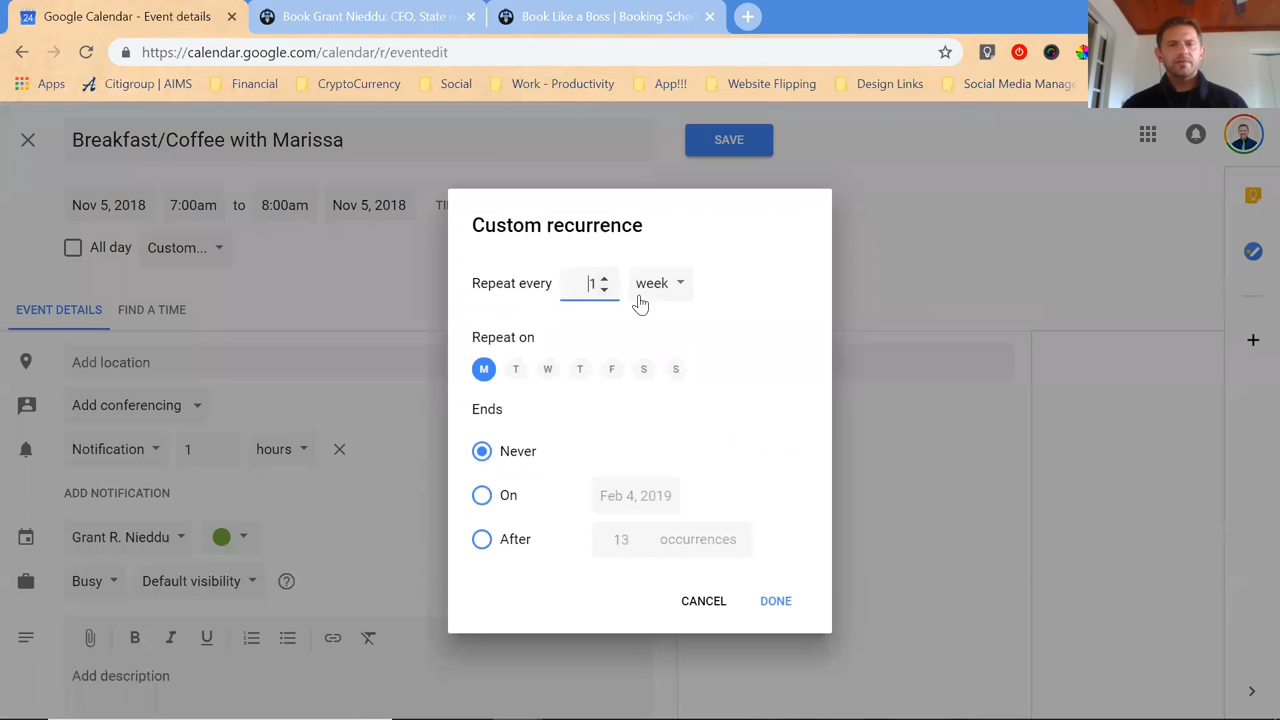 24 Google Calendar - Event details
Book Grant Nieddu: CEO, State o
Book Like a Boss | Booking Sche
https://calendar.google.com/calendar/r/eventedit
Apps Citigroup | AIMS Financial CryptoCurrency Social Work - Productivity App!!! Website Flipping Design Links Social Media Manag
Breakfast/Coffee with Marissa
SAVE
Nov 5, 2018 7:00am to 8:00am Nov 5, 2018 TI
All day Custom...
EVENT DETAILS FIND A TIME
Add location
Add conferencing
Notification 1 hours
ADD NOTIFICATION
Grant R. Nieddu
Busy Default visibility ?
B I U
Add description
Custom recurrence
Repeat every 1 week
Repeat on
M T W T F S S
Ends
Never
On Feb 4, 2019
After 13 occurrences
CANCEL DONE